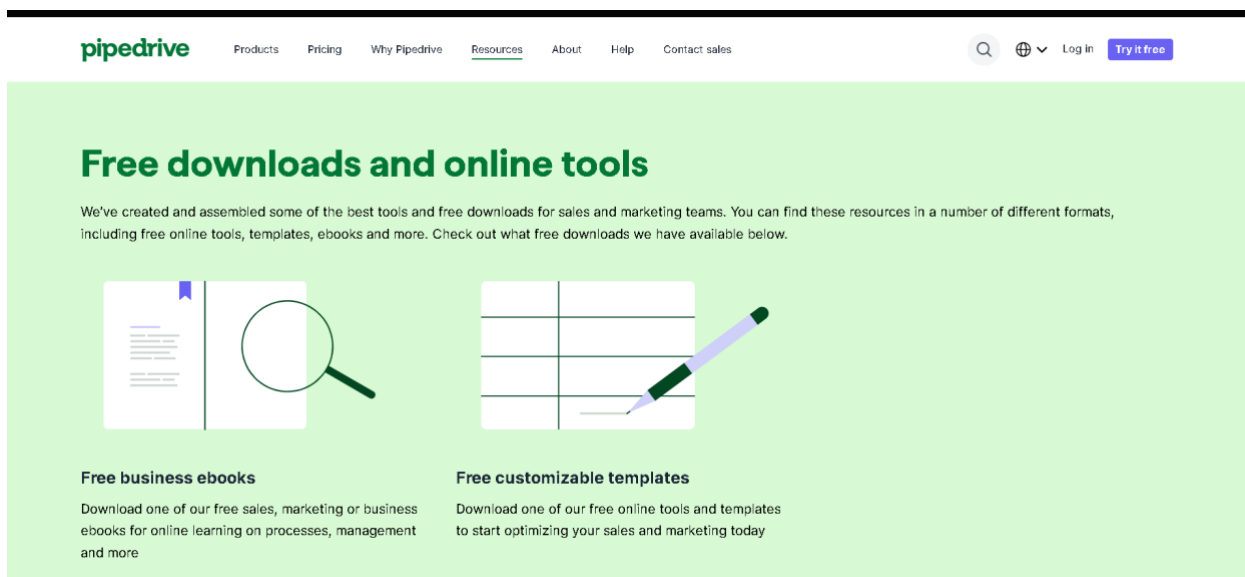 pipedrive
Products Pricing Why Pipedrive Resources About Help Contact sales Log in Try it free
Free downloads and online tools
We've created and assembled some of the best tools and free downloads for sales and marketing teams. You can find these resources in a number of different formats,
including free online tools, templates, ebooks and more. Check out what free downloads we have available below.
Free business ebooks
Download one of our free sales, marketing or business
ebooks for online learning on processes, management
and more
Free customizable templates
Download one of our free online tools and templates
to start optimizing your sales and marketing today